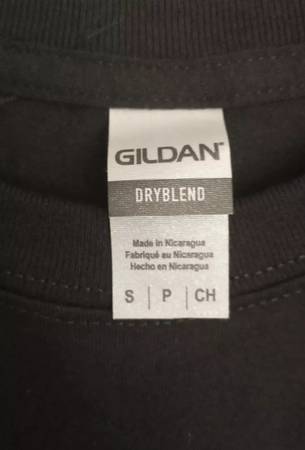 GILDAN
DRYBLEND
Made in Nicaragua
Fabriqué au Nicaragua
Hecho en Nicaragua
S | P | CH